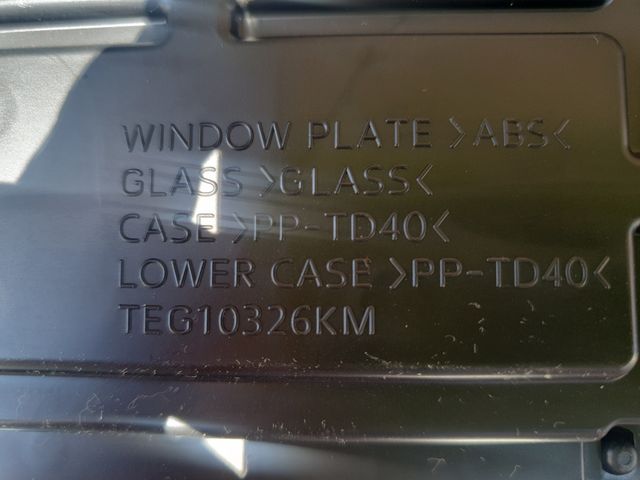 WINDOW PLATE >ABS<
GLASS >GLASS<
CASE >PP-TD40<
LOWER CASE >PP-TD40<
TEG10326KM